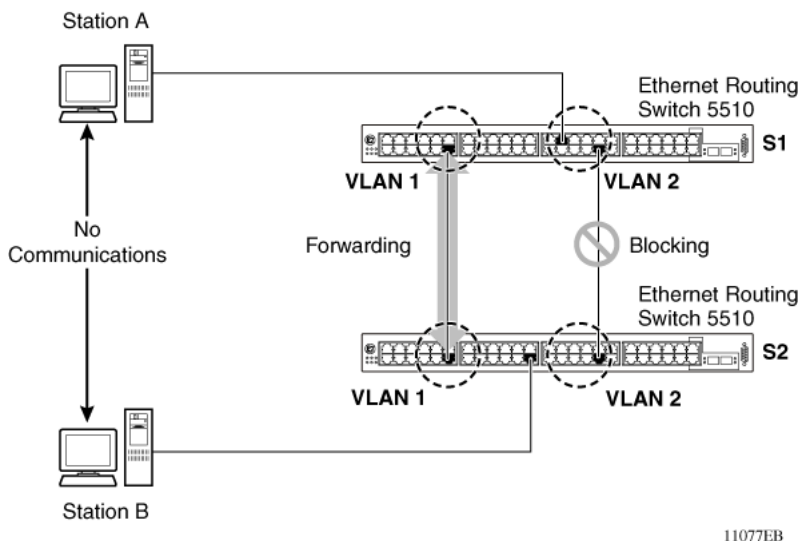 Station A
Ethernet Routing
Switch 5510
S1
VLAN 1
VLAN 2
No
Communications
Forwarding
Blocking
Ethernet Routing
Switch 5510
S2
VLAN 1
VLAN 2
Station B
11077EB